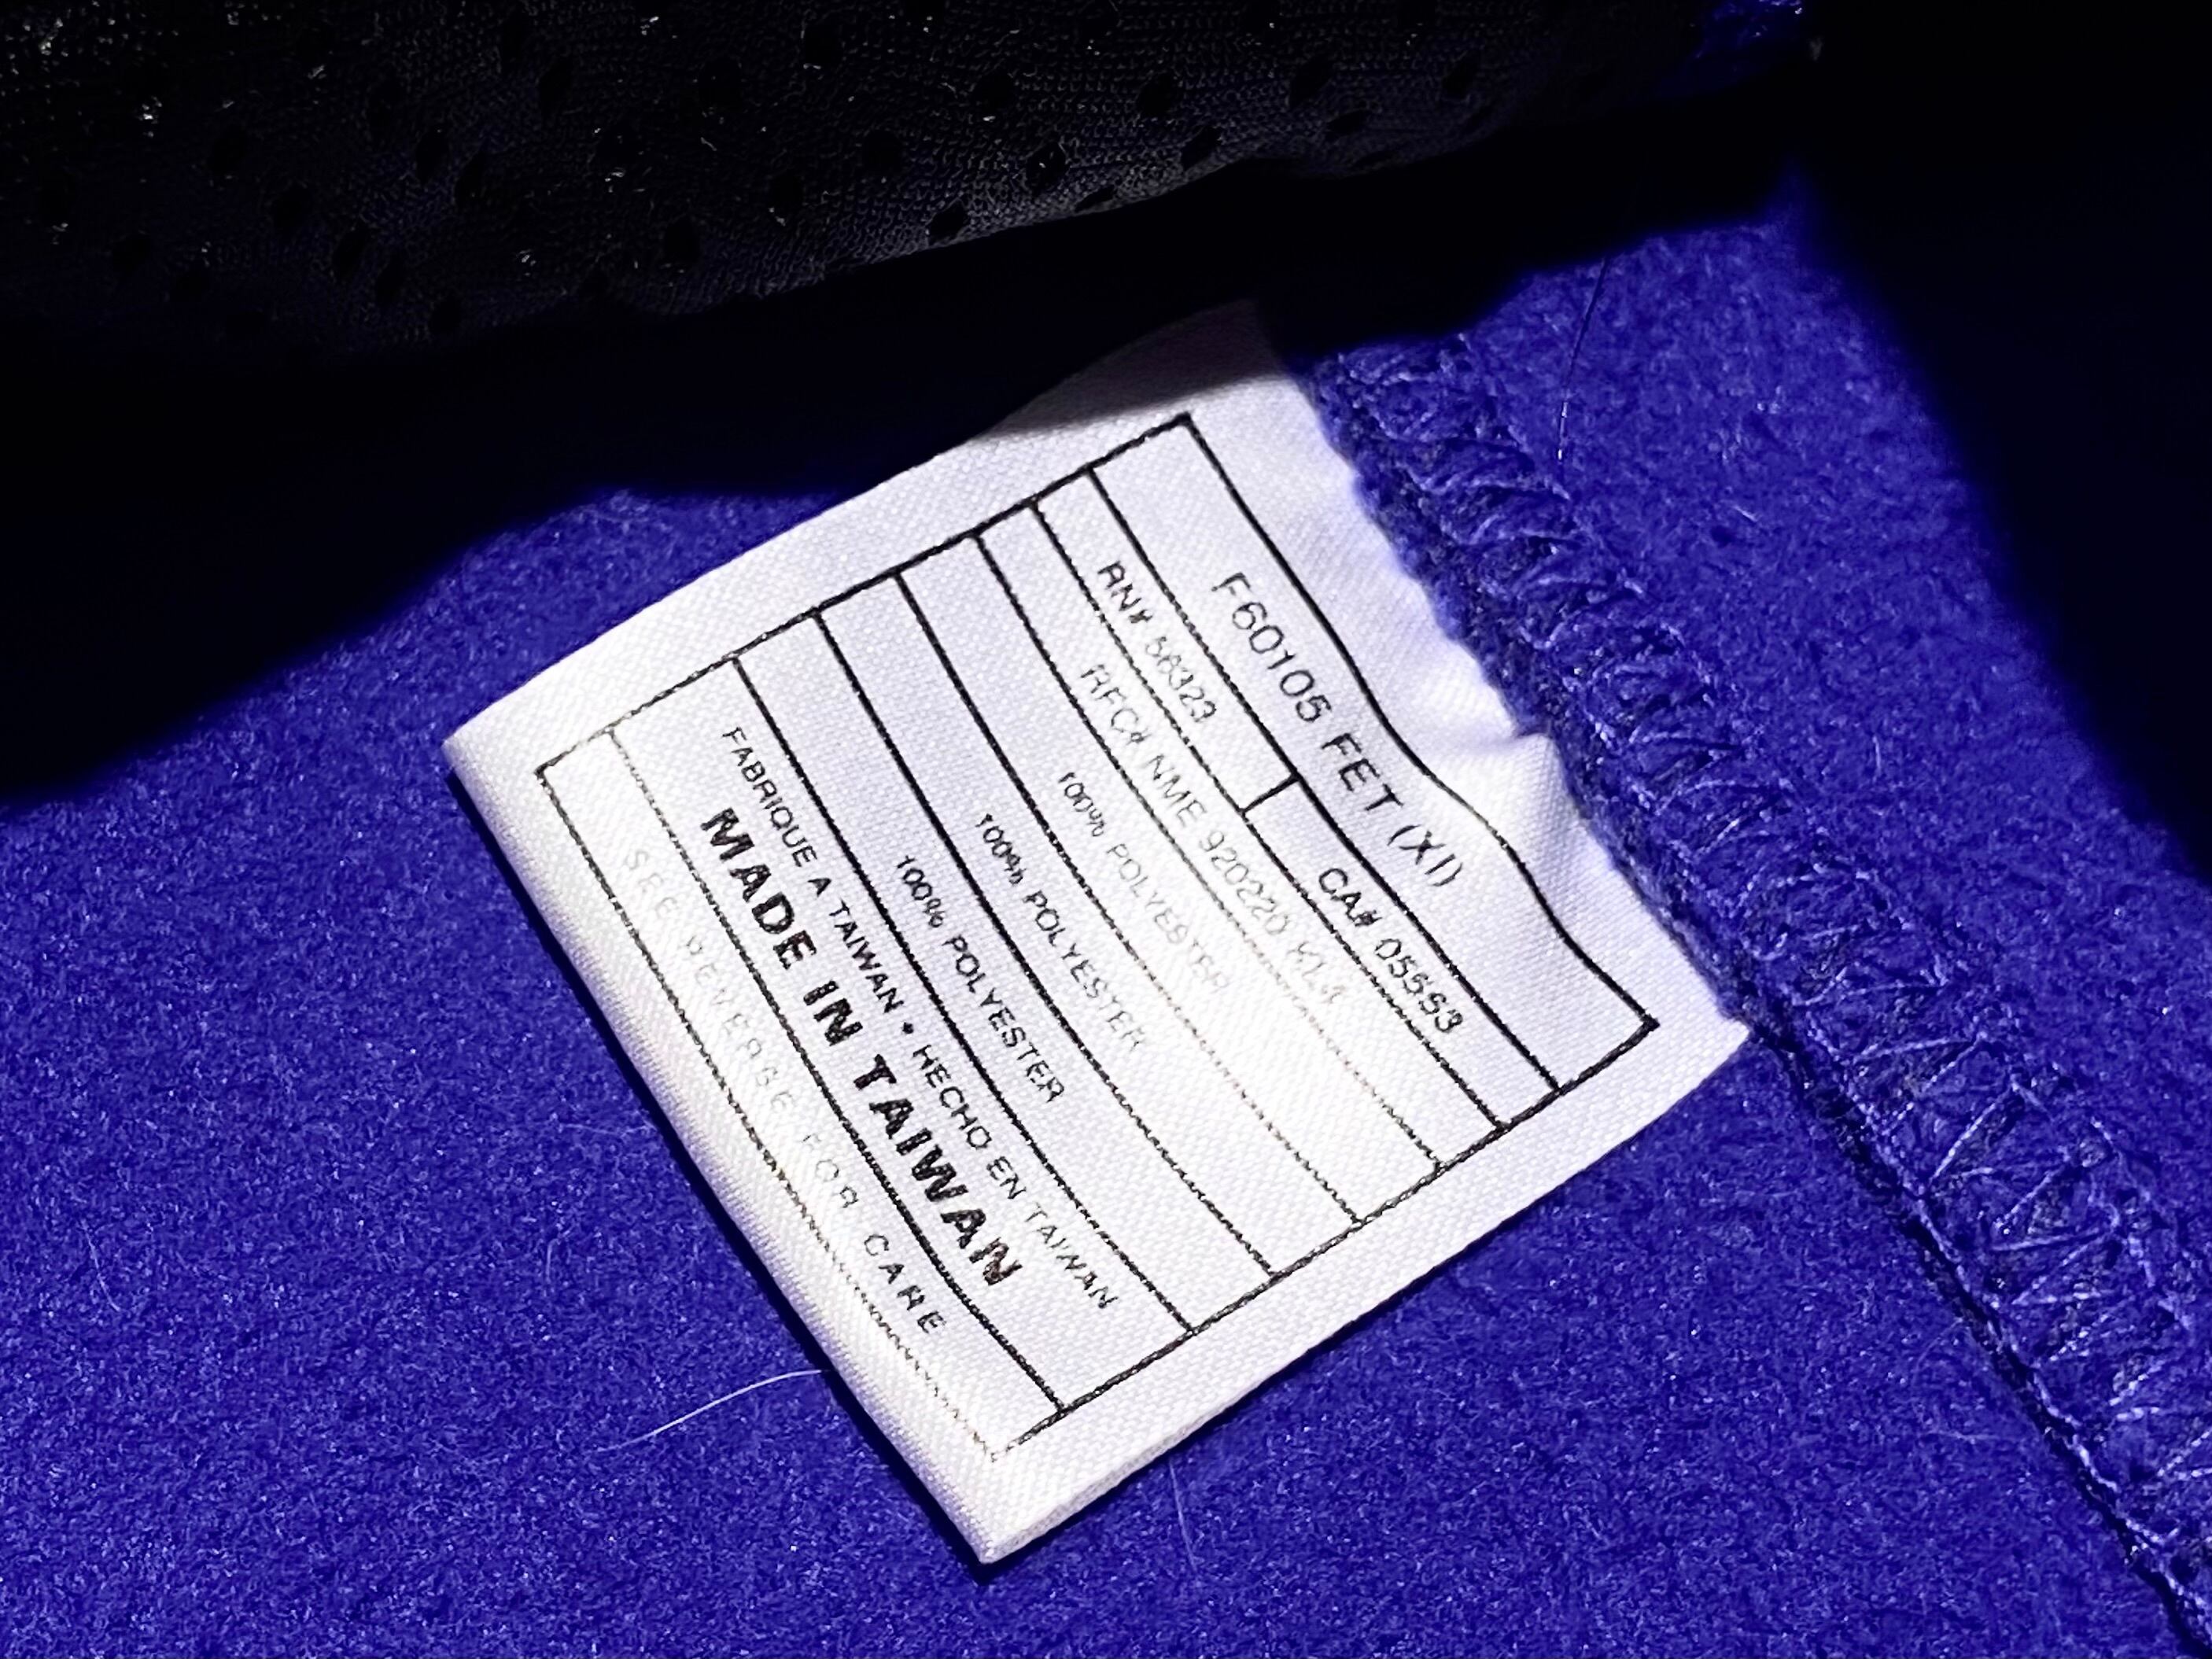 F60105 FET (XI)
RN# 58323 CA# 05553
RFC# NME 920220 KL4
100% POLYESTER
100% POLYESTER
100% POLYESTER
FABRIQUE A TAIWAN • HECHO EN TAIWAN
MADE IN TAIWAN
SEE REVERSE FOR CARE